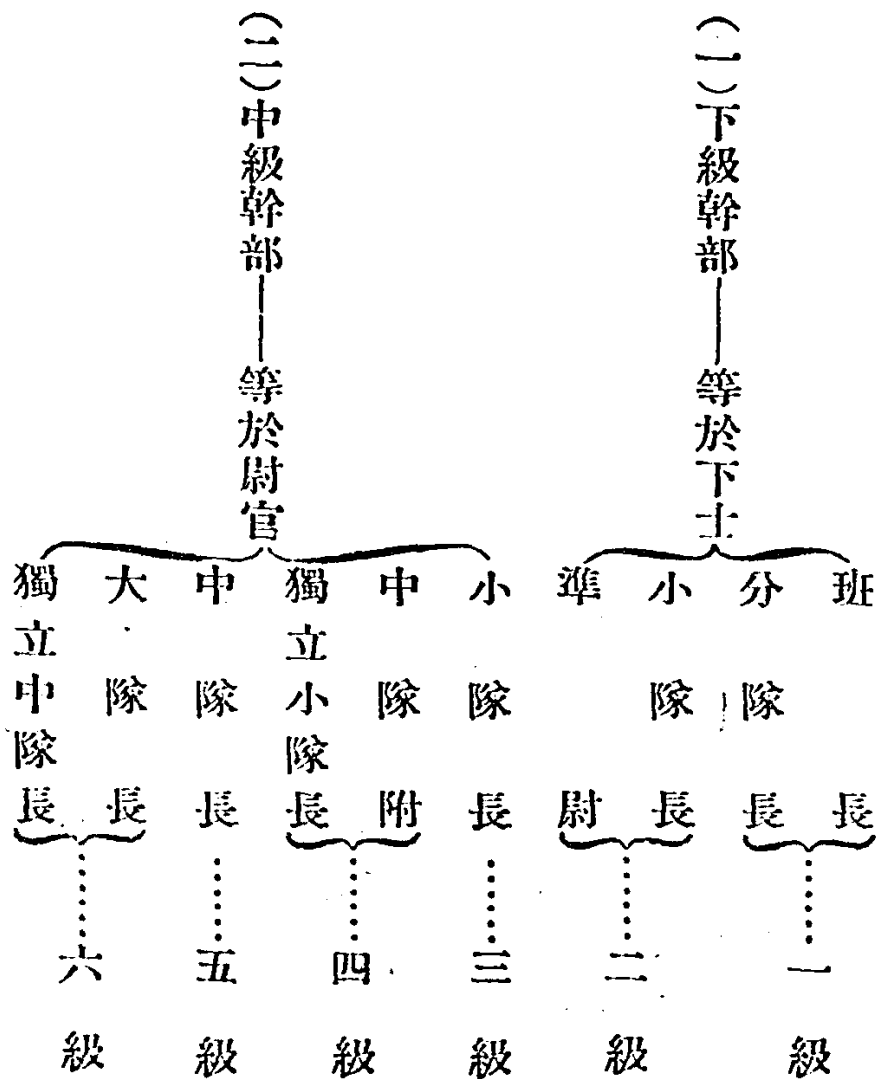 (一)下級幹部——等於下士
班長
分隊長
……一級
小隊長
準尉
……二級
(二)中級幹部——等於尉官
小隊長
……三級
中隊附
獨立小隊長
……四級
中隊長
……五級
大隊長
獨立中隊長
……六級